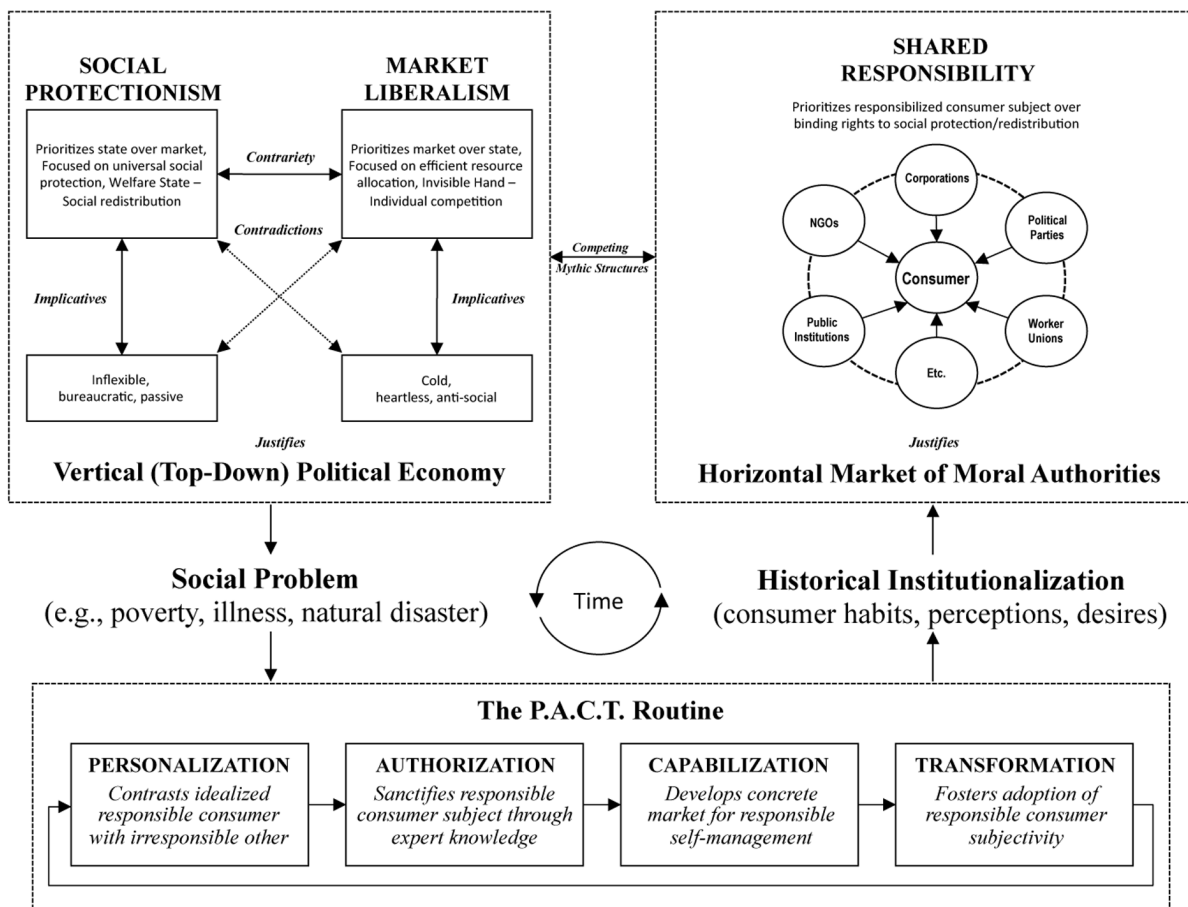 SOCIAL
PROTECTIONISM
MARKET
LIBERALISM
Prioritizes state over market,
Focused on universal social
protection, Welfare State –
Social redistribution
Contrariety
Prioritizes market over state,
Focused on efficient resource
allocation, Invisible Hand –
Individual competition
Contradictions
Implicatives
Implicatives
Inflexible,
bureaucratic, passive
Cold,
heartless, anti-social
Justifies
Vertical (Top-Down) Political Economy
Competing
Mythic Structures
SHARED
RESPONSIBILITY
Prioritizes responsibilized consumer subject over
binding rights to social protection/redistribution
Corporations
NGOs
Political
Parties
Consumer
Public
Institutions
Worker
Unions
Etc.
Justifies
Horizontal Market of Moral Authorities
Social Problem
(e.g., poverty, illness, natural disaster)
Time
Historical Institutionalization
(consumer habits, perceptions, desires)
The P.A.C.T. Routine
PERSONALIZATION
Contrasts idealized
responsible consumer
with irresponsible other
AUTHORIZATION
Sanctifies responsible
consumer subject through
expert knowledge
CAPABILIZATION
Develops concrete
market for responsible
self-management
TRANSFORMATION
Fosters adoption of
responsible consumer
subjectivity